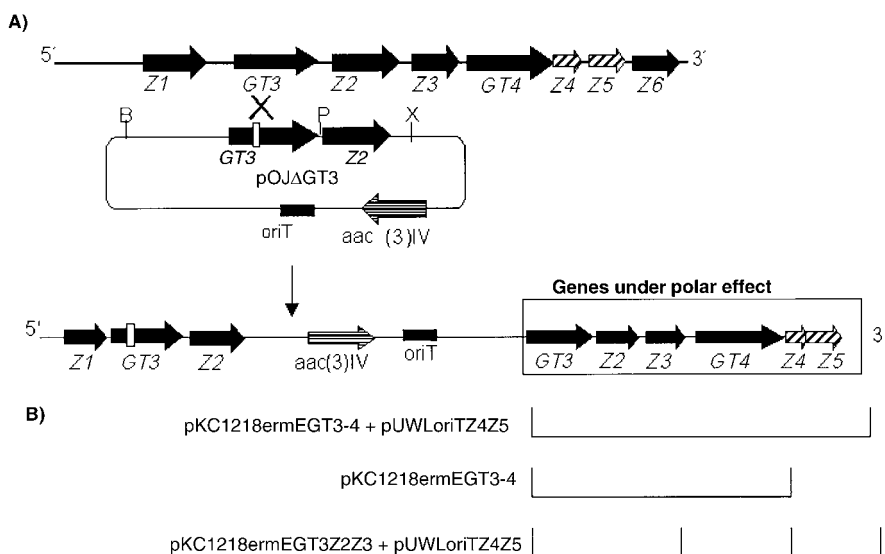 A)
5´ 3´
Z1 GT3 Z2 Z3 GT4 Z4 Z5 Z6
B P X
GT3 Z2
pOJΔGT3
oriT aac (3)IV
Genes under polar effect
5' 3
Z1 GT3 Z2 aac(3)IV oriT GT3 Z2 Z3 GT4 Z4 Z5
B)
pKC1218ermEGT3-4 + pUWLoriTZ4Z5
pKC1218ermEGT3-4
pKC1218ermEGT3Z2Z3 + pUWLoriTZ4Z5